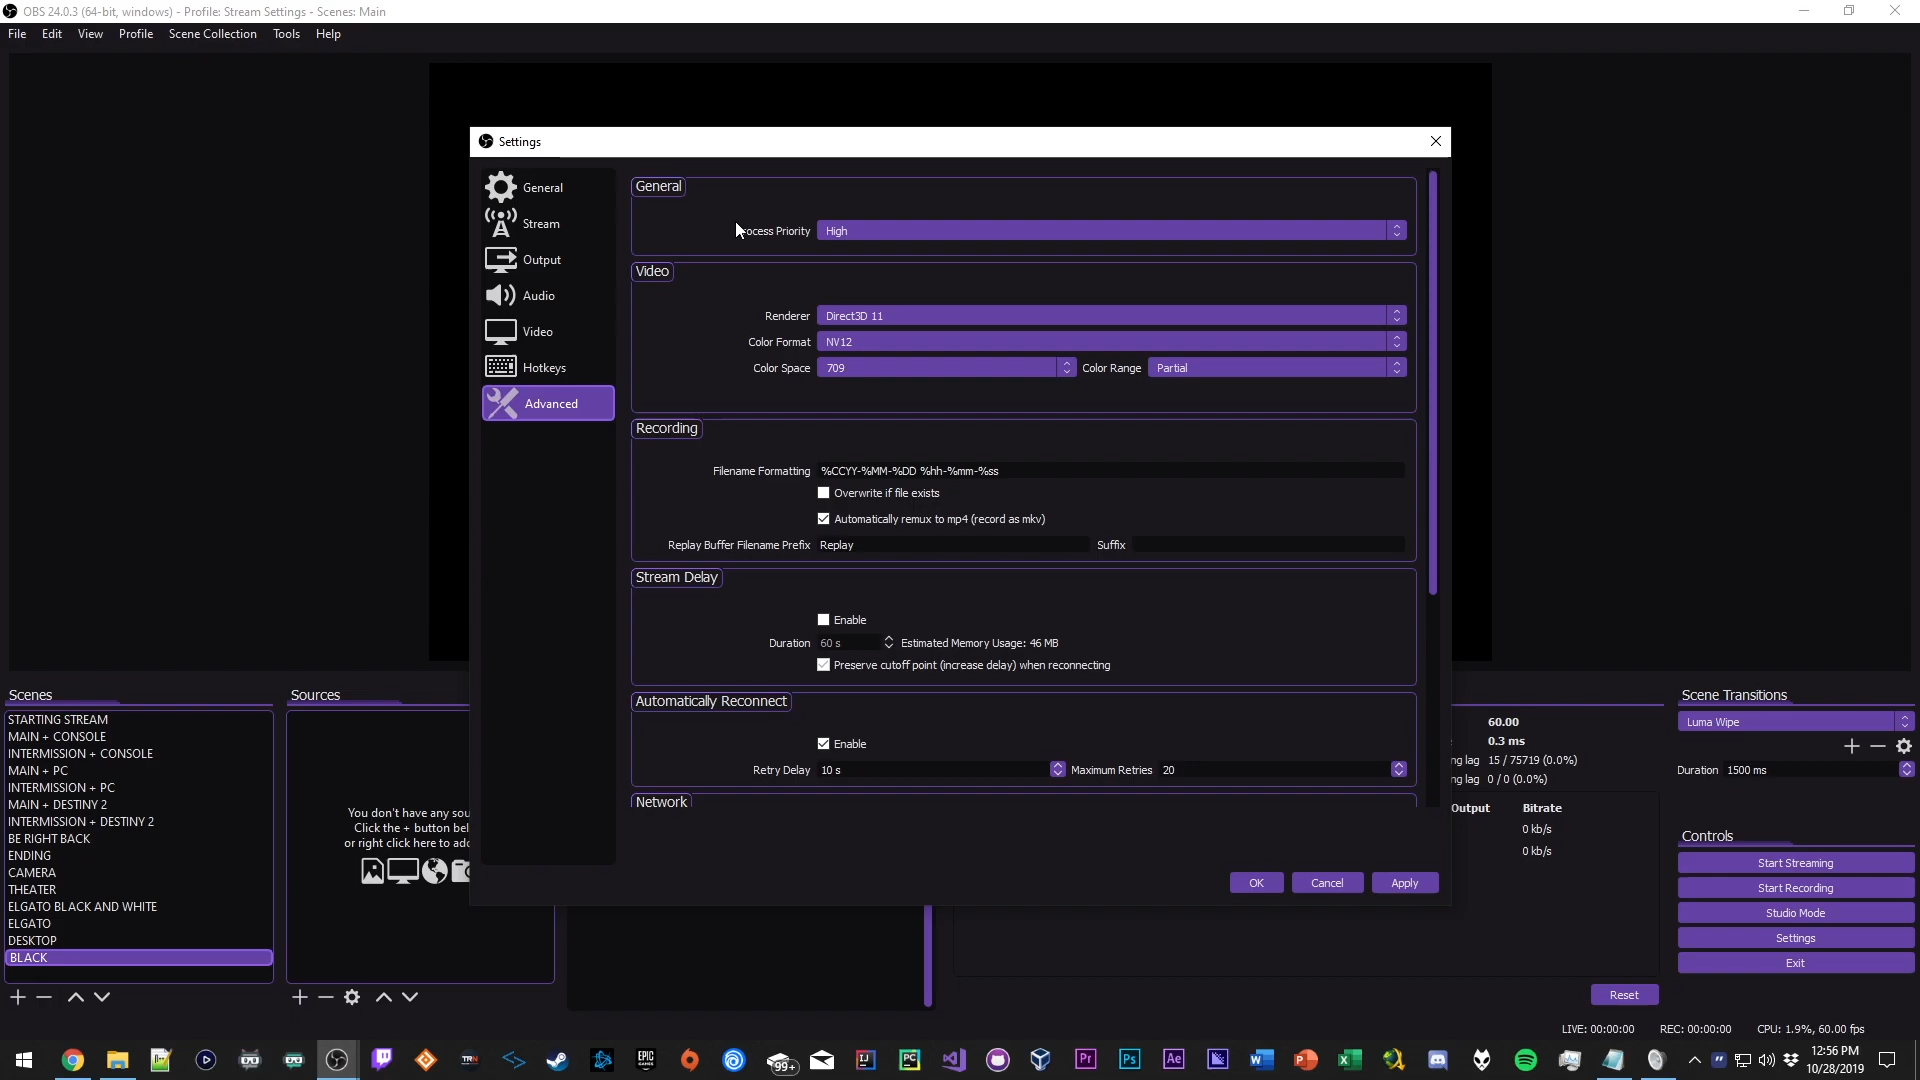 OBS 24.0.3 (64-bit, windows) - Profile: Stream Settings - Scenes: Main
File Edit View Profile Scene Collection Tools Help
Settings
General
Stream
Output
Audio
Video
Hotkeys
Advanced
General
ocess Priority High
Video
Renderer Direct3D 11
Color Format NV12
Color Space 709 Color Range Partial
Recording
Filename Formatting %CCYY-%MM-%DD %hh-%mm-%ss
Overwrite if file exists
Automatically remux to mp4 (record as mkv)
Replay Buffer Filename Prefix Replay Suffix
Stream Delay
Enable
Duration 60 s Estimated Memory Usage: 46 MB
Preserve cutoff point (increase delay) when reconnecting
Automatically Reconnect
Enable
Retry Delay 10 s Maximum Retries 20
Network
OK Cancel Apply
Scenes
STARTING STREAM
MAIN + CONSOLE
INTERMISSION + CONSOLE
MAIN + PC
INTERMISSION + PC
MAIN + DESTINY 2
INTERMISSION + DESTINY 2
BE RIGHT BACK
ENDING
CAMERA
THEATER
ELGATO BLACK AND WHITE
ELGATO
DESKTOP
BLACK
Sources
You don't have any sou
Click the + button bel
or right click here to add
60.00
0.3 ms
ng lag 15 / 75719 (0.0%)
ng lag 0 / 0 (0.0%)
Output Bitrate
0 kb/s
0 kb/s
Reset
Scene Transitions
Luma Wipe
Duration 1500 ms
Controls
Start Streaming
Start Recording
Studio Mode
Settings
Exit
LIVE: 00:00:00 REC: 00:00:00 CPU: 1.9%, 60.00 fps
TRN
EPIC
GAMES
99+
IJ
PC
Pr
Ps
Ae
12:56 PM
10/28/2019